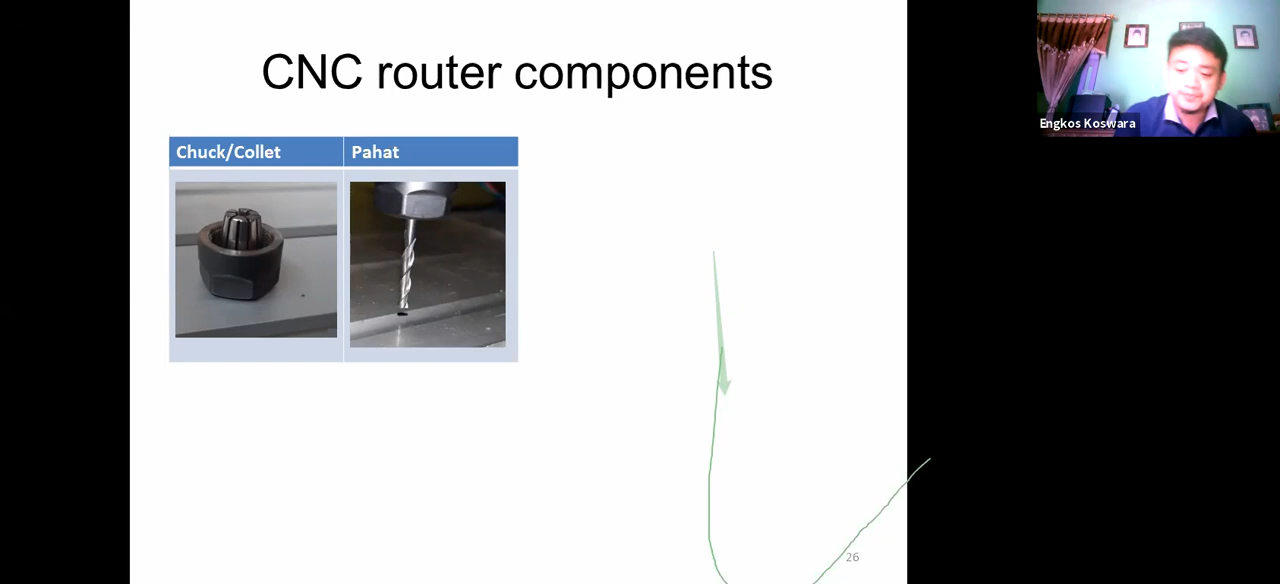 CNC router components
Engkos Koswara
Chuck/Collet
Pahat
26